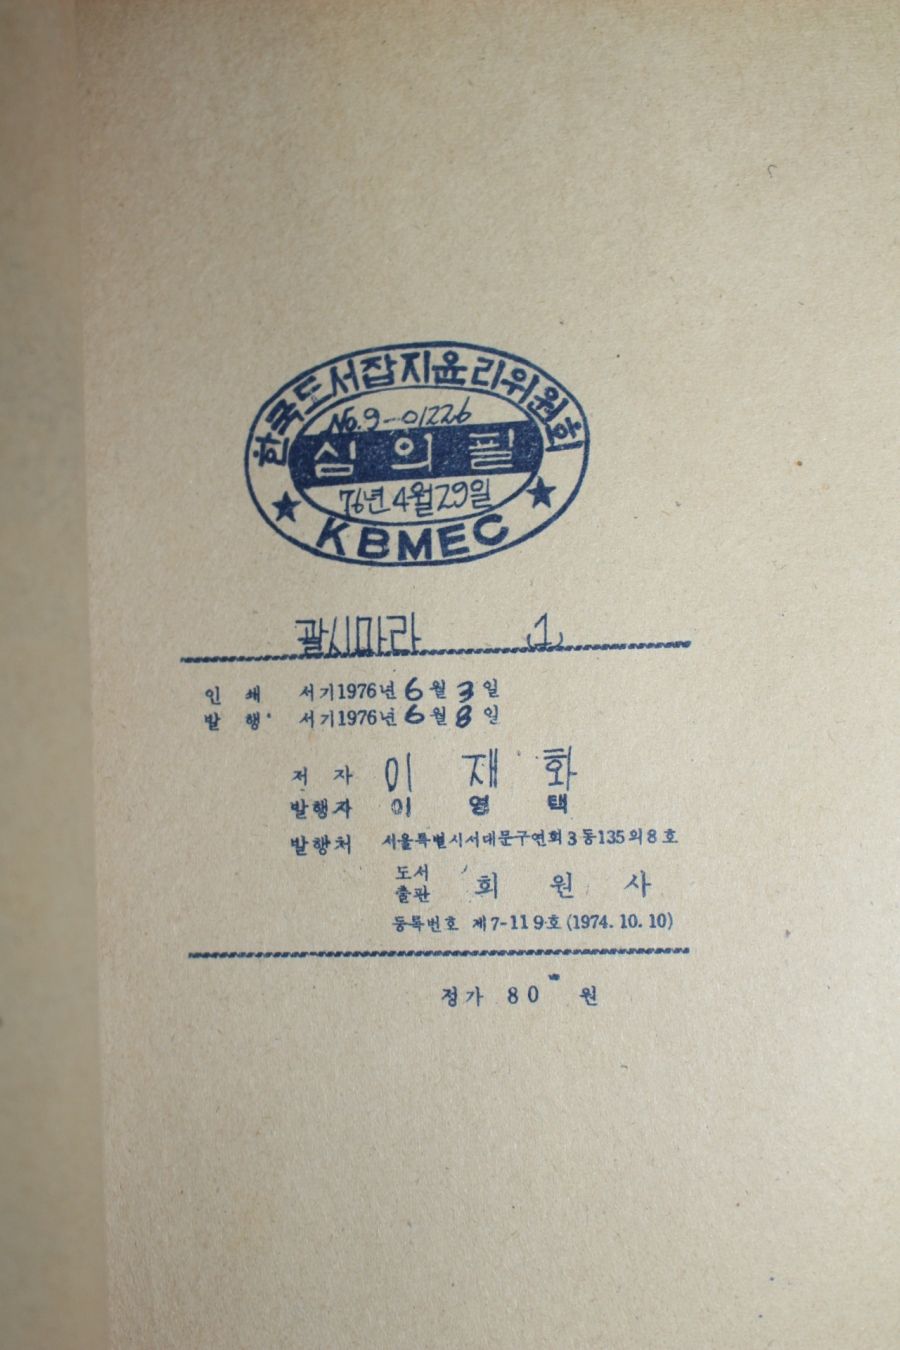 한국도서잡지윤리위원회
No.9-01226
심의필
76년 4월 29일
★ KBMEC ★
괄시마라 (1)
인 쇄 서기1976년 6월 3일
발 행 서기1976년 6월 8일
저 자 이 재 화
발행자 이 영 택
발행처 서울특별시서대문구연희3동135의8호
도서출판 회 원 사
등록번호 제7-119호(1974. 10. 10)
정가 80 원